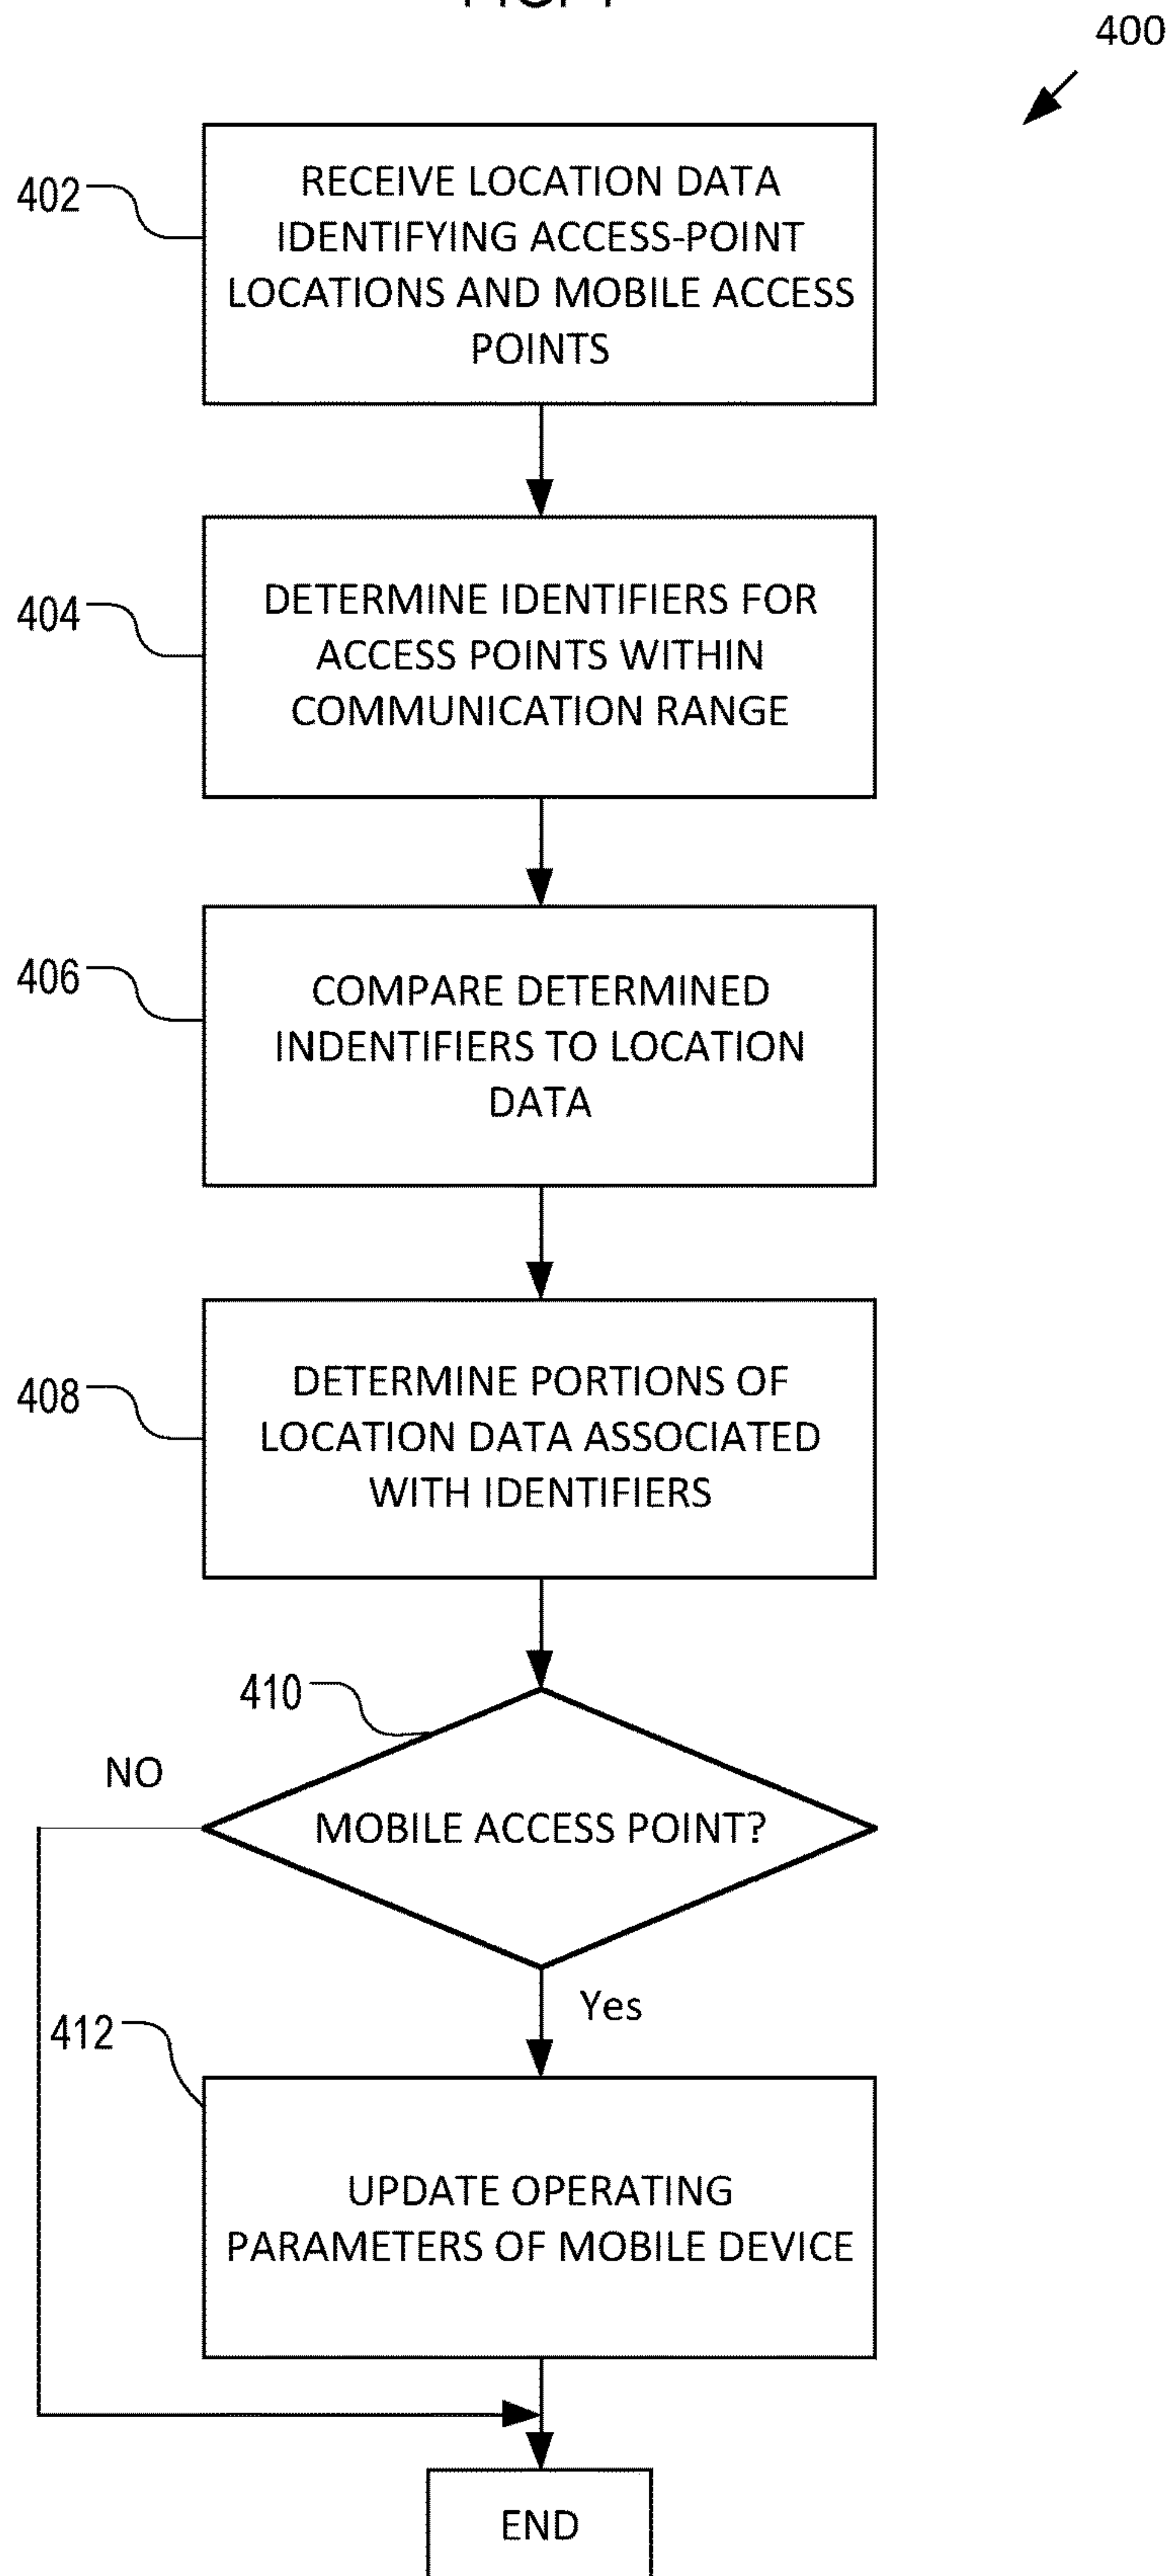 400
402
RECEIVE LOCATION DATA
IDENTIFYING ACCESS-POINT
LOCATIONS AND MOBILE ACCESS
POINTS
404
DETERMINE IDENTIFIERS FOR
ACCESS POINTS WITHIN
COMMUNICATION RANGE
406
COMPARE DETERMINED
INDENTIFIERS TO LOCATION
DATA
408
DETERMINE PORTIONS OF
LOCATION DATA ASSOCIATED
WITH IDENTIFIERS
410
NO
MOBILE ACCESS POINT?
Yes
412
UPDATE OPERATING
PARAMETERS OF MOBILE DEVICE
END